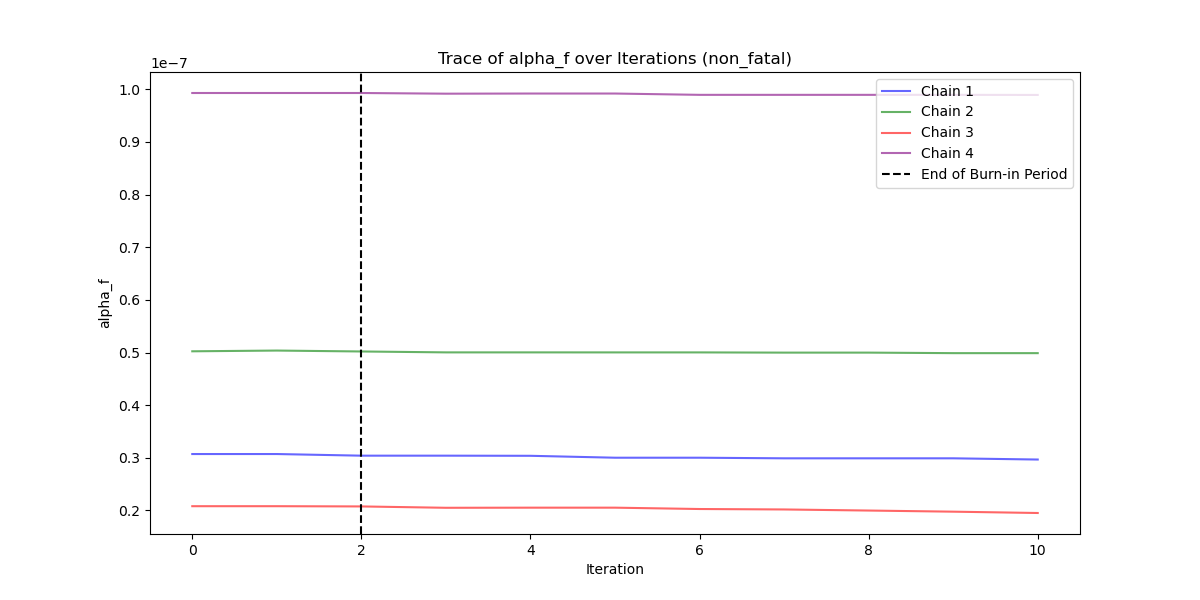 Trace of alpha_f over Iterations (non_fatal)
1e−7
1.0
0.9
0.8
0.7
0.6
0.5
0.4
0.3
0.2
alpha_f
Chain 1
Chain 2
Chain 3
Chain 4
End of Burn-in Period
0 2 4 6 8 10
Iteration